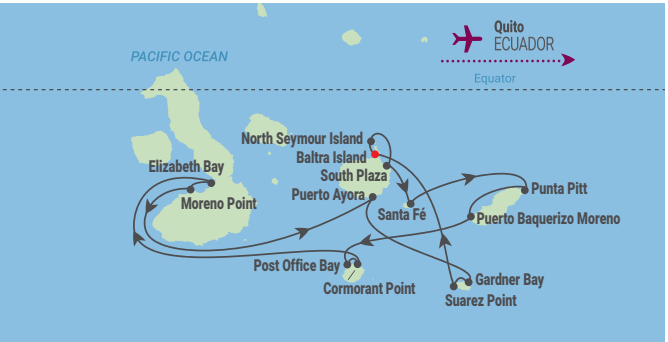 Quito
ECUADOR
PACIFIC OCEAN
Equator
North Seymour Island
Baltra Island
Elizabeth Bay
South Plaza
Punta Pitt
Puerto Ayora
Moreno Point
Santa Fé
Puerto Baquerizo Moreno
Post Office Bay
Gardner Bay
Cormorant Point
Suarez Point